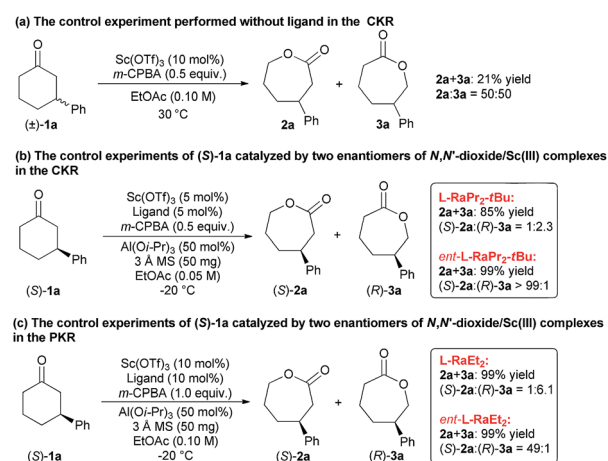 (a) The control experiment performed without ligand in the CKR
O
Ph
(±)-1a
Sc(OTf)3 (10 mol%)
m-CPBA (0.5 equiv.)
EtOAc (0.10 M)
30 °C
O
O
Ph
2a
+
O
O
Ph
3a
2a+3a: 21% yield
2a:3a = 50:50
(b) The control experiments of (S)-1a catalyzed by two enantiomers of N,N'-dioxide/Sc(III) complexes
in the CKR
O
Ph
(S)-1a
Sc(OTf)3 (5 mol%)
Ligand (5 mol%)
m-CPBA (0.5 equiv.)
Al(Oi-Pr)3 (50 mol%)
3 Å MS (50 mg)
EtOAc (0.05 M)
-20 °C
O
O
Ph
(S)-2a
+
O
O
Ph
(R)-3a
L-RaPr2-tBu:
2a+3a: 85% yield
(S)-2a:(R)-3a = 1:2.3
ent-L-RaPr2-tBu:
2a+3a: 99% yield
(S)-2a:(R)-3a > 99:1
(c) The control experiments of (S)-1a catalyzed by two enantiomers of N,N'-dioxide/Sc(III) complexes
in the PKR
O
Ph
(S)-1a
Sc(OTf)3 (10 mol%)
Ligand (10 mol%)
m-CPBA (1.0 equiv.)
Al(Oi-Pr)3 (50 mol%)
3 Å MS (50 mg)
EtOAc (0.10 M)
-20 °C
O
O
Ph
(S)-2a
+
O
O
Ph
(R)-3a
L-RaEt2:
2a+3a: 99% yield
(S)-2a:(R)-3a = 1:6.1
ent-L-RaEt2:
2a+3a: 99% yield
(S)-2a:(R)-3a = 49:1